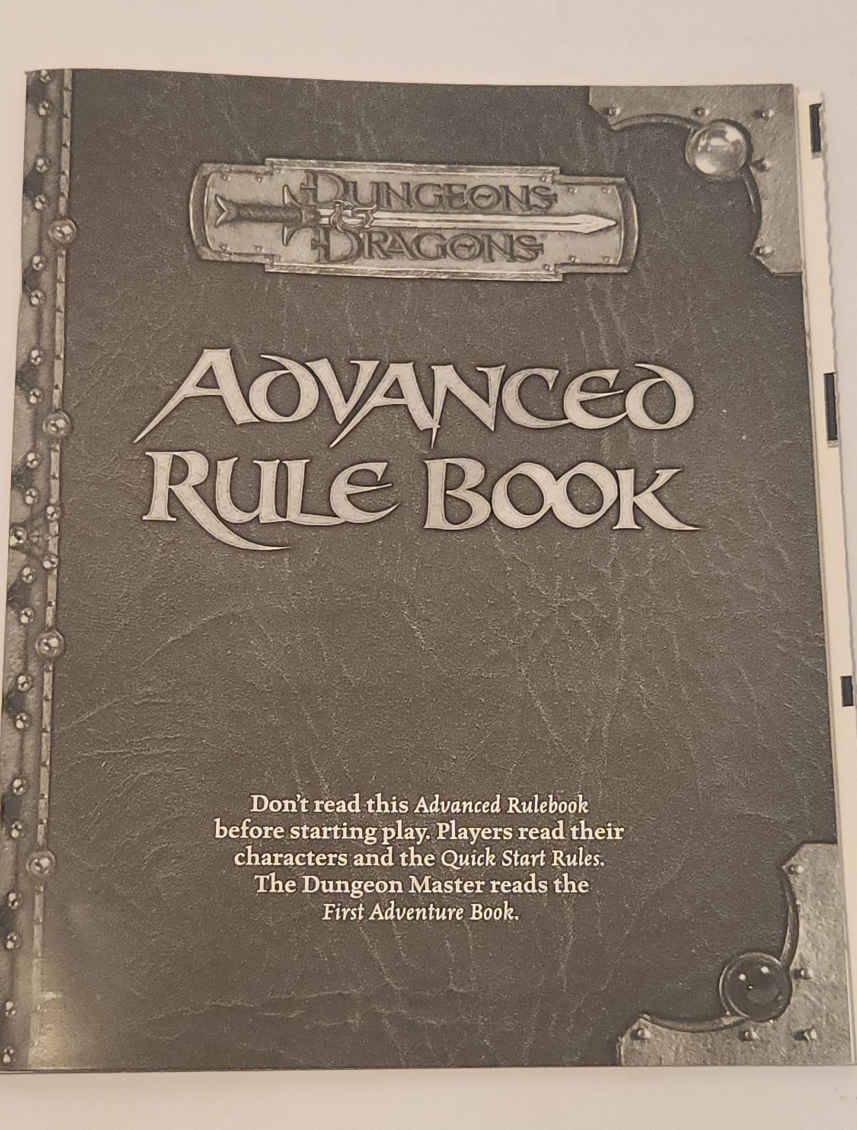 DUNGEONS
DRAGONS
ADVANCED
RULE BOOK
Don't read this Advanced Rulebook
before starting play. Players read their
characters and the Quick Start Rules.
The Dungeon Master reads the
First Adventure Book.